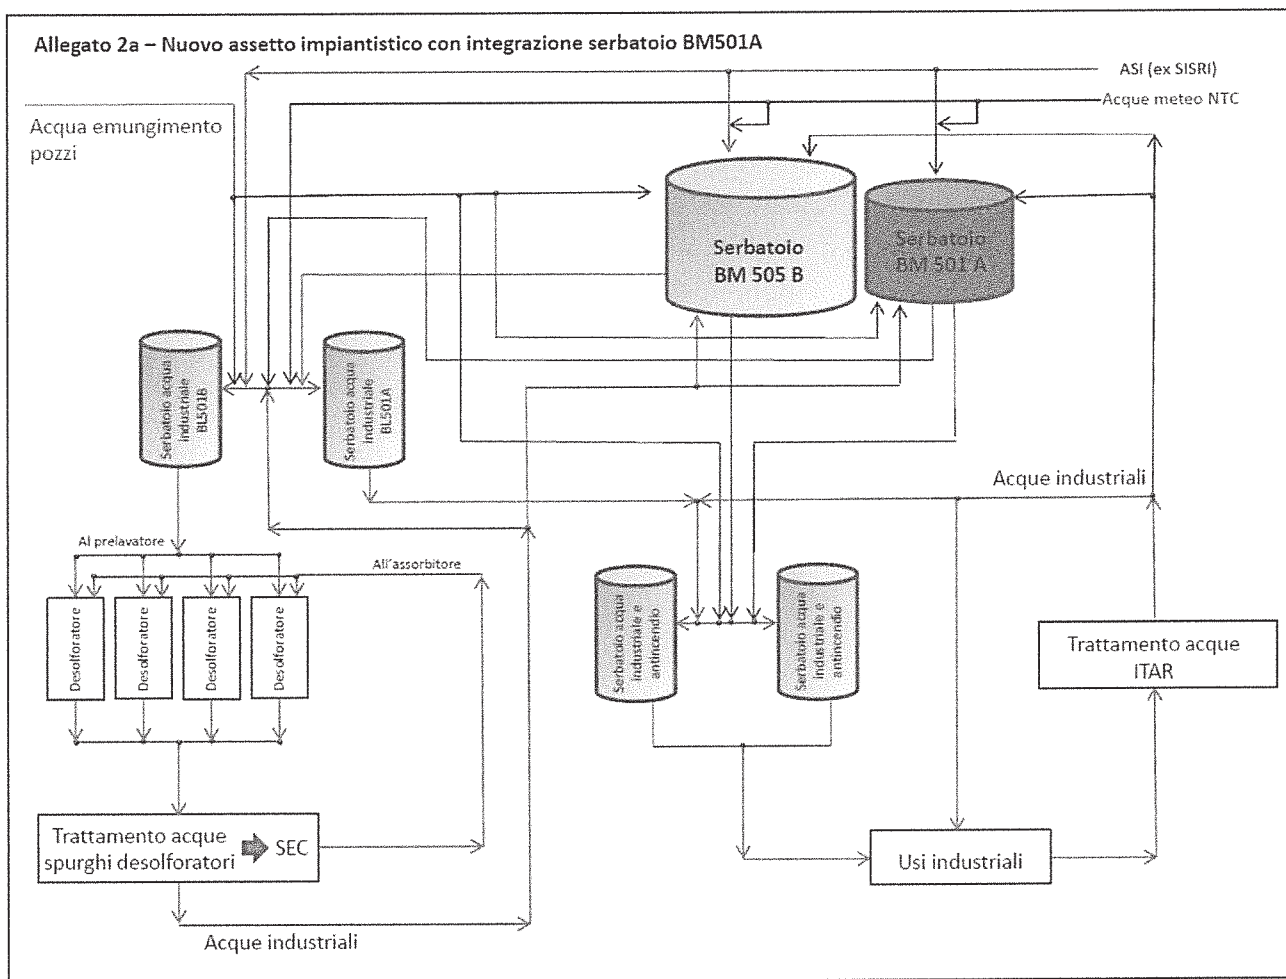 Allegato 2a – Nuovo assetto impiantistico con integrazione serbatoio BM501A
ASI (ex SISRI)
Acque meteo NTC
Acqua emungimento
pozzi
Serbatoio
BM 505 B
Serbatoio
BM 501 A
Serbatoio acqua
industriale
BL501B
Serbatoio acqua
industriale
BL501A
Acque industriali
Al prelavatore
All'assorbitore
Desolforatore
Desolforatore
Desolforatore
Desolforatore
Serbatoio acqua
industriale e
antincendio
Serbatoio acqua
industriale e
antincendio
Trattamento acque
ITAR
Trattamento acque
spurghi desolforatori
SEC
Usi industriali
Acque industriali